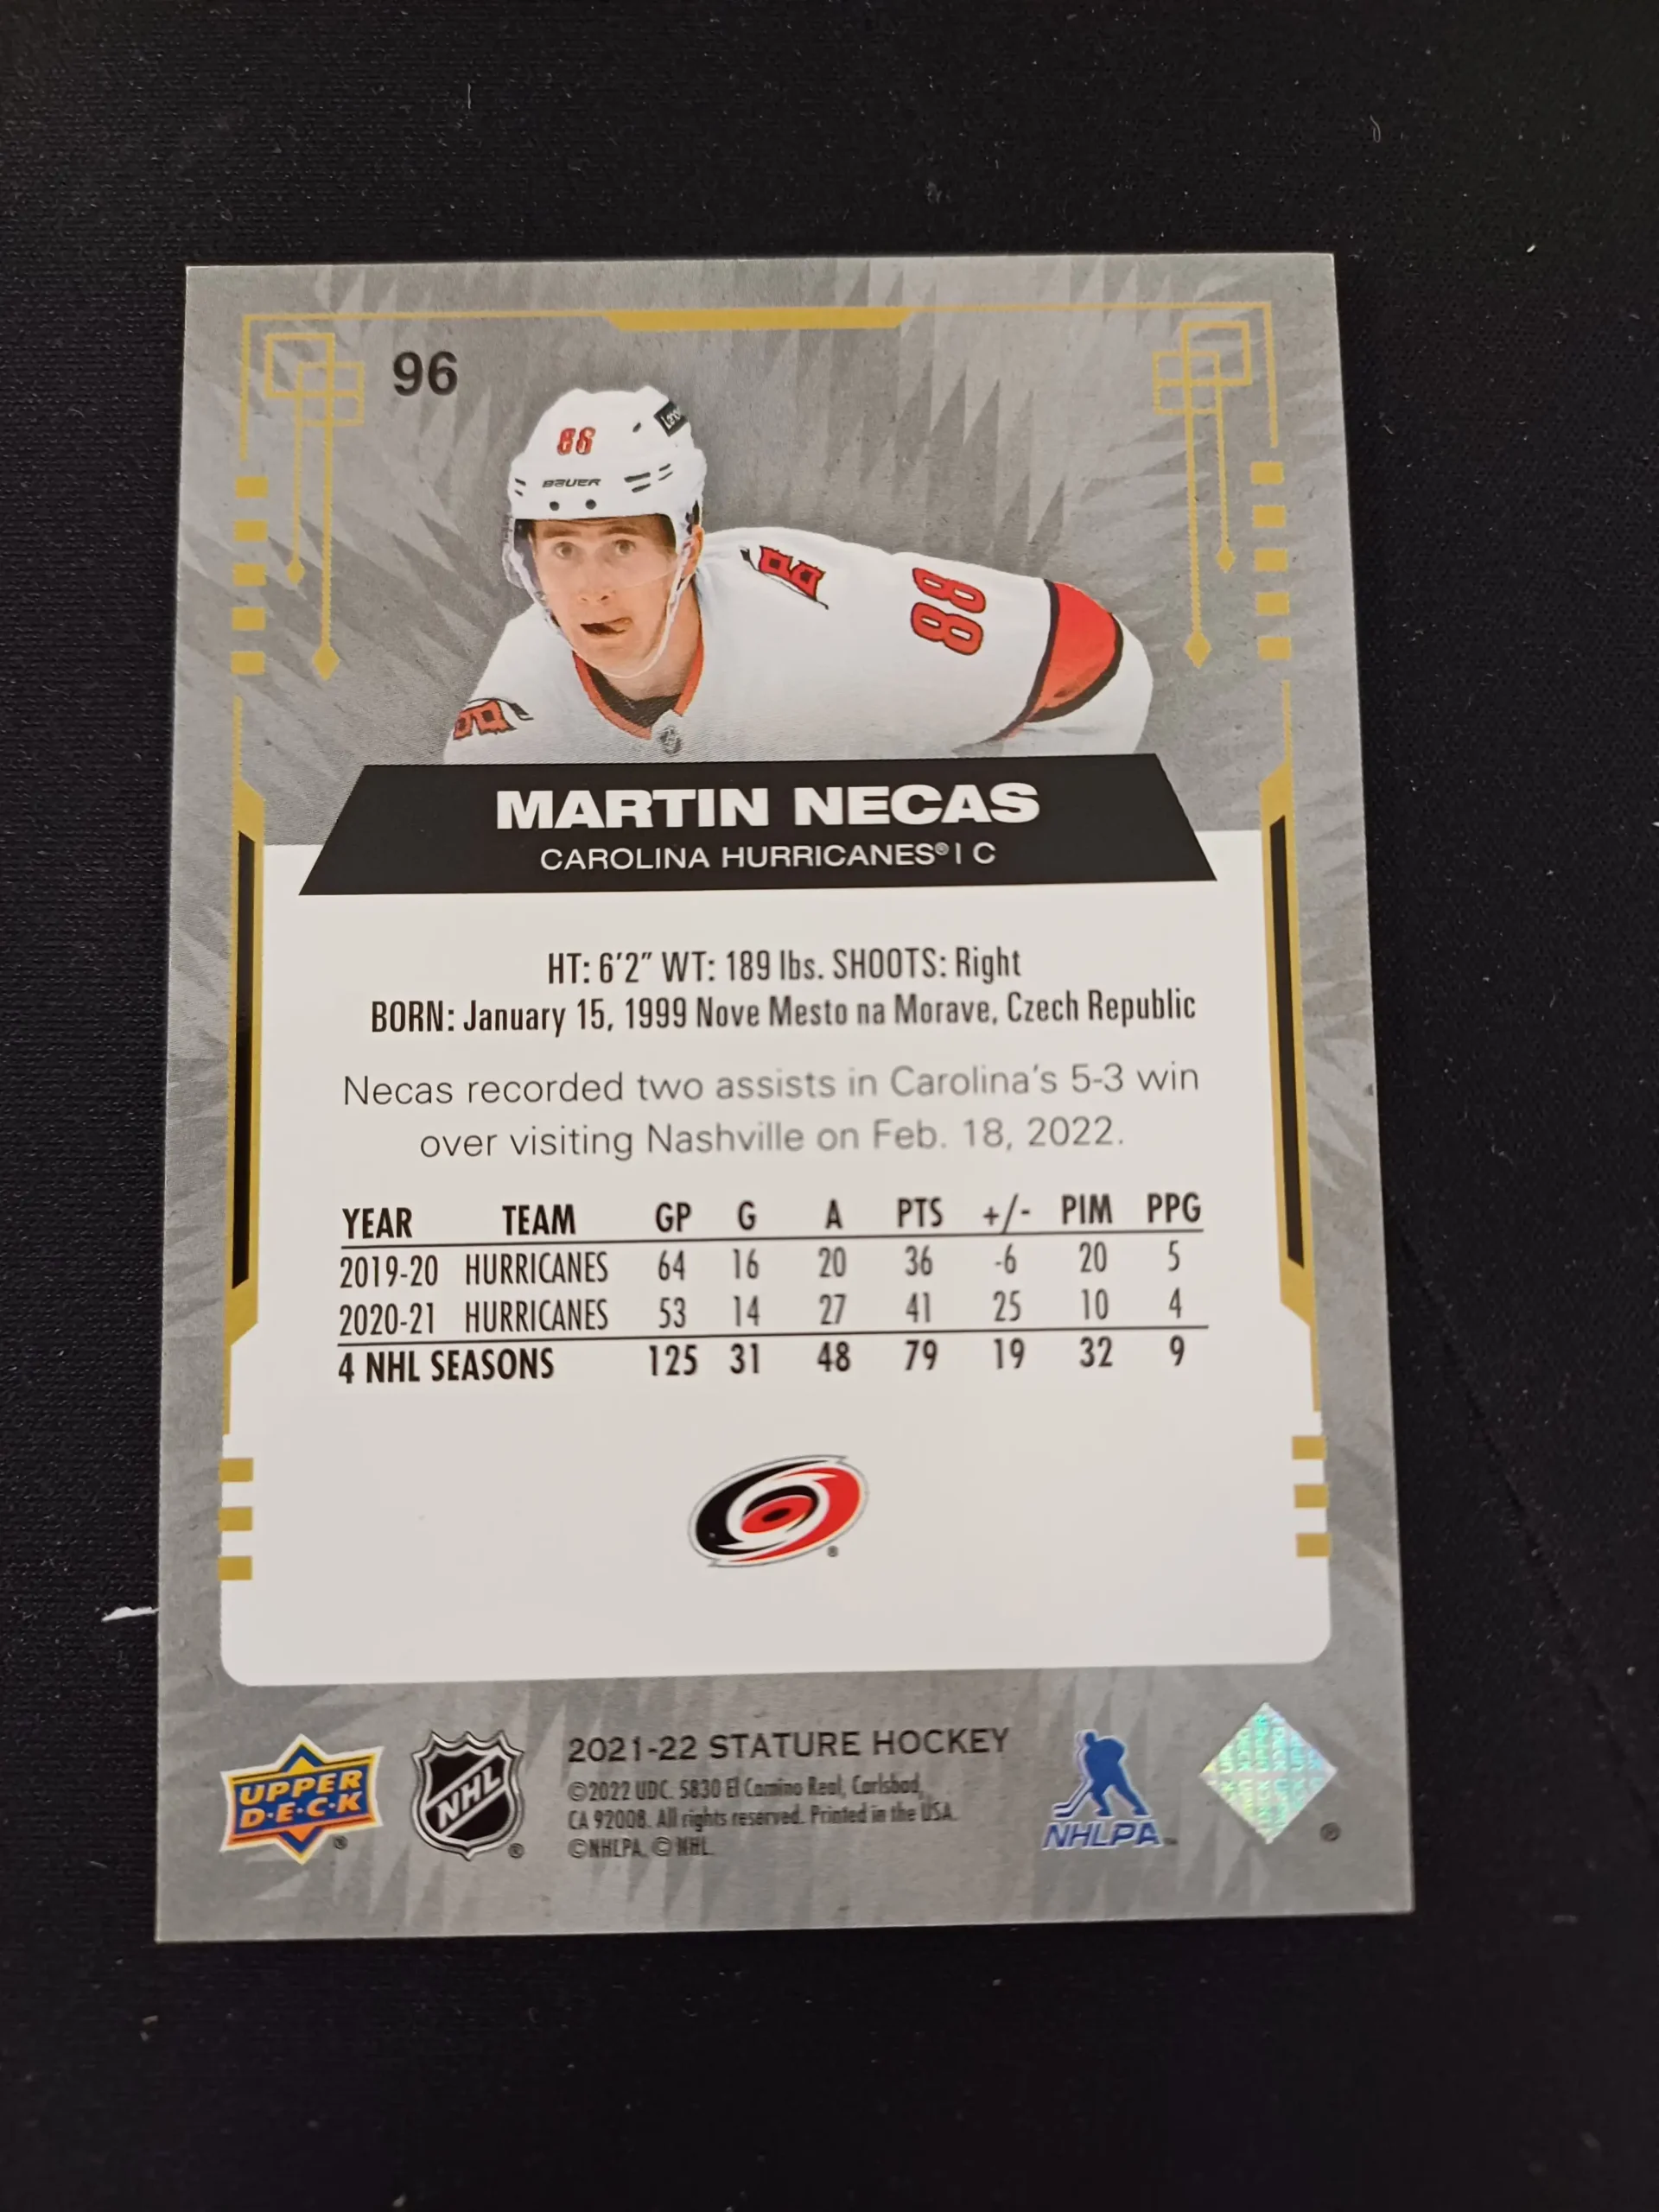 96
88
BAUER
88
MARTIN NECAS
CAROLINA HURRICANES® | C
HT: 6'2" WT: 189 lbs. SHOOTS: Right
BORN: January 15, 1999 Nove Mesto na Morave, Czech Republic
Necas recorded two assists in Carolina's 5-3 win
over visiting Nashville on Feb. 18, 2022.
YEAR TEAM GP G A PTS +/- PIM PPG
2019-20 HURRICANES 64 16 20 36 -6 20 5
2020-21 HURRICANES 53 14 27 41 25 10 4
4 NHL SEASONS 125 31 48 79 19 32 9
®
2021-22 STATURE HOCKEY
©2022 UDC. 5830 El Camino Real, Carlsbad,
CA 92008. All rights reserved. Printed in the USA.
©NHLPA. © NHL.
UPPER
D·E·C·K
®
NHL
®
NHLPA™
®